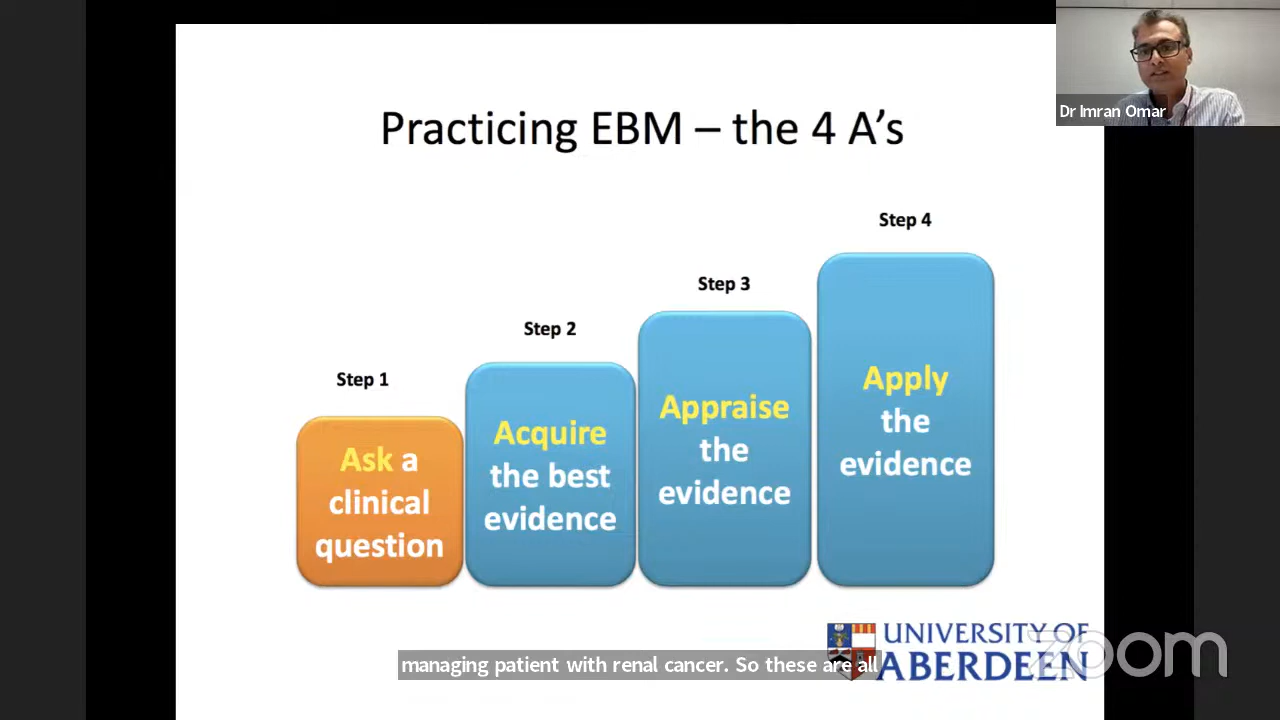 Dr Imran Omar
Practicing EBM – the 4 A's
Step 1
Ask a
clinical
question
Step 2
Acquire
the best
evidence
Step 3
Appraise
the
evidence
Step 4
Apply
the
evidence
UNIVERSITY OF
ABERDEEN
zoom
managing patient with renal cancer. So these are all